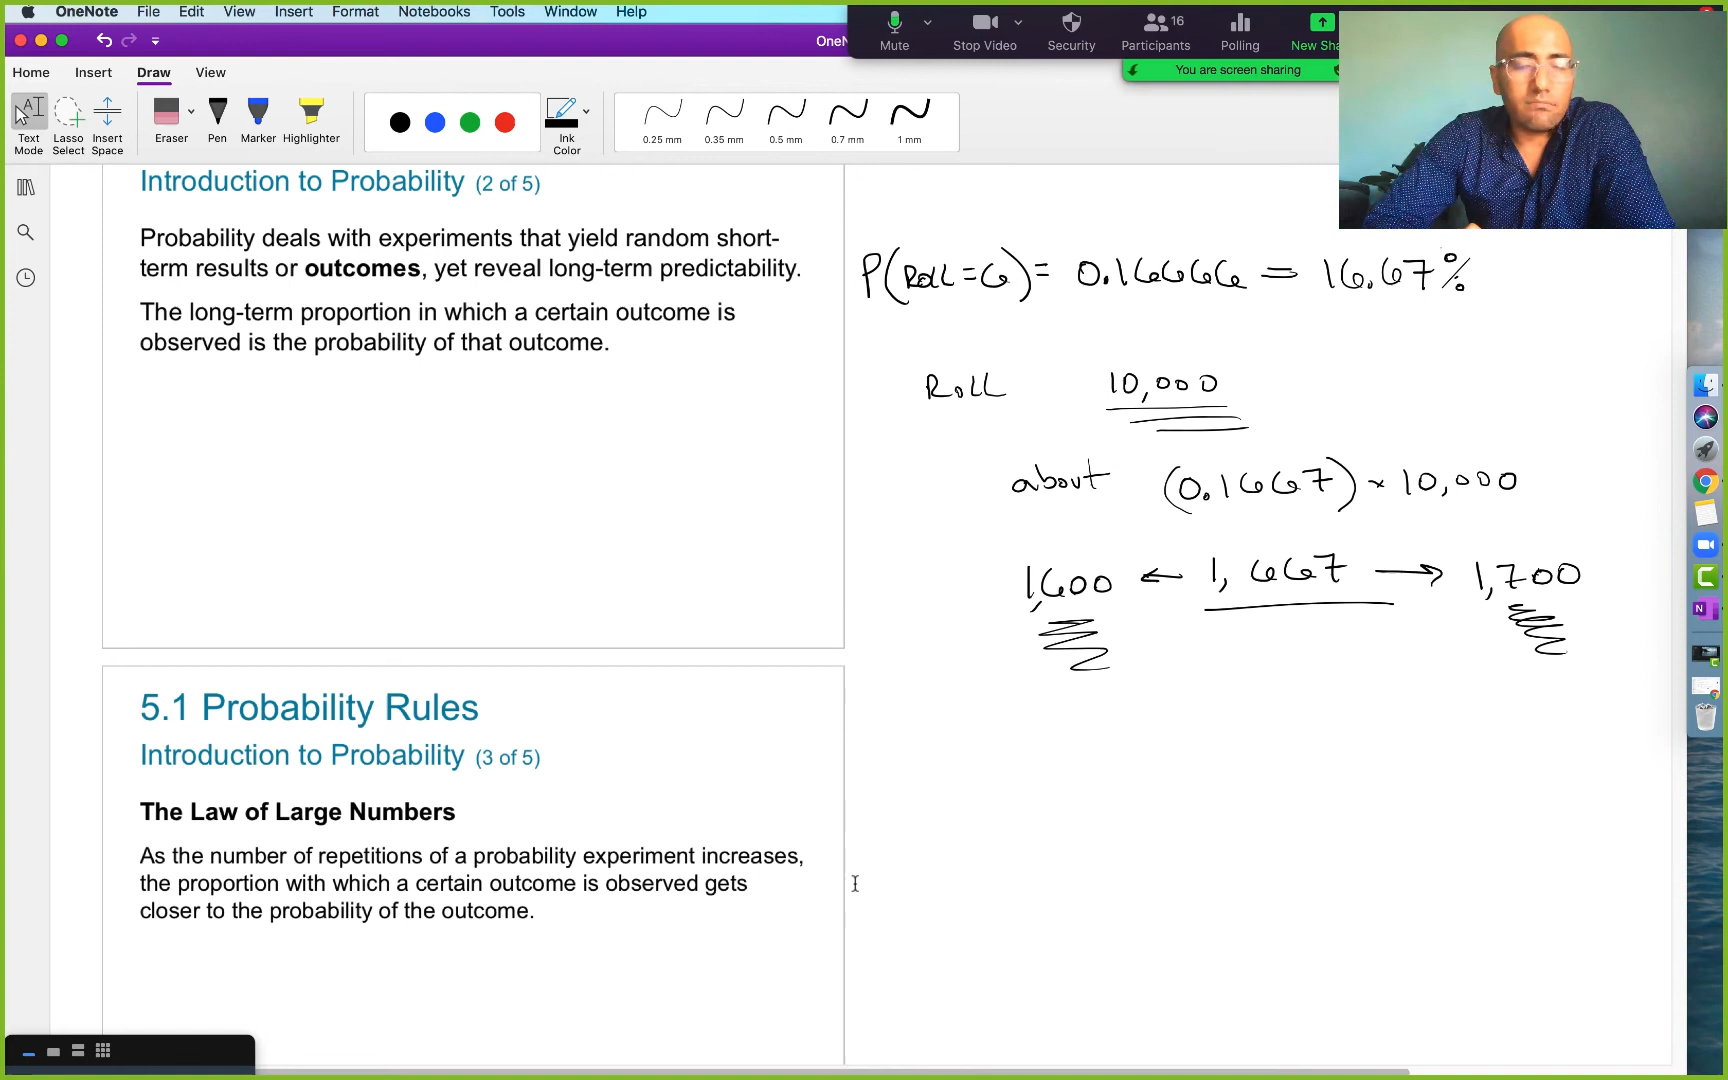 OneNote File Edit View Insert Format Notebooks Tools Window Help
Mute Stop Video Security 16 Participants Polling New Sha
You are screen sharing
Home Insert Draw View
Text Mode Lasso Select Insert Space Eraser Pen Marker Highlighter Ink Color 0.25 mm 0.35 mm 0.5 mm 0.7 mm 1 mm
Introduction to Probability (2 of 5)
Probability deals with experiments that yield random short-
term results or outcomes, yet reveal long-term predictability.
The long-term proportion in which a certain outcome is
observed is the probability of that outcome.
P(Roll=6)= 0.16666 = 16.67%
Roll 10,000
about (0.1667) × 10,000
1,600 ← 1,667 → 1,700
5.1 Probability Rules
Introduction to Probability (3 of 5)
The Law of Large Numbers
As the number of repetitions of a probability experiment increases,
the proportion with which a certain outcome is observed gets
closer to the probability of the outcome.